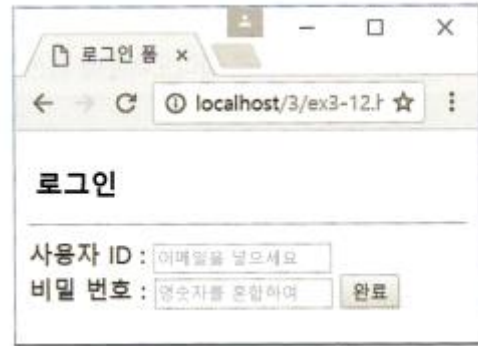 로그인 폼 ×
localhost/3/ex3-12.h
로그인
사용자 ID : 이메일을 넣으세요
비밀 번호 : 영숫자를 혼합하여 완료